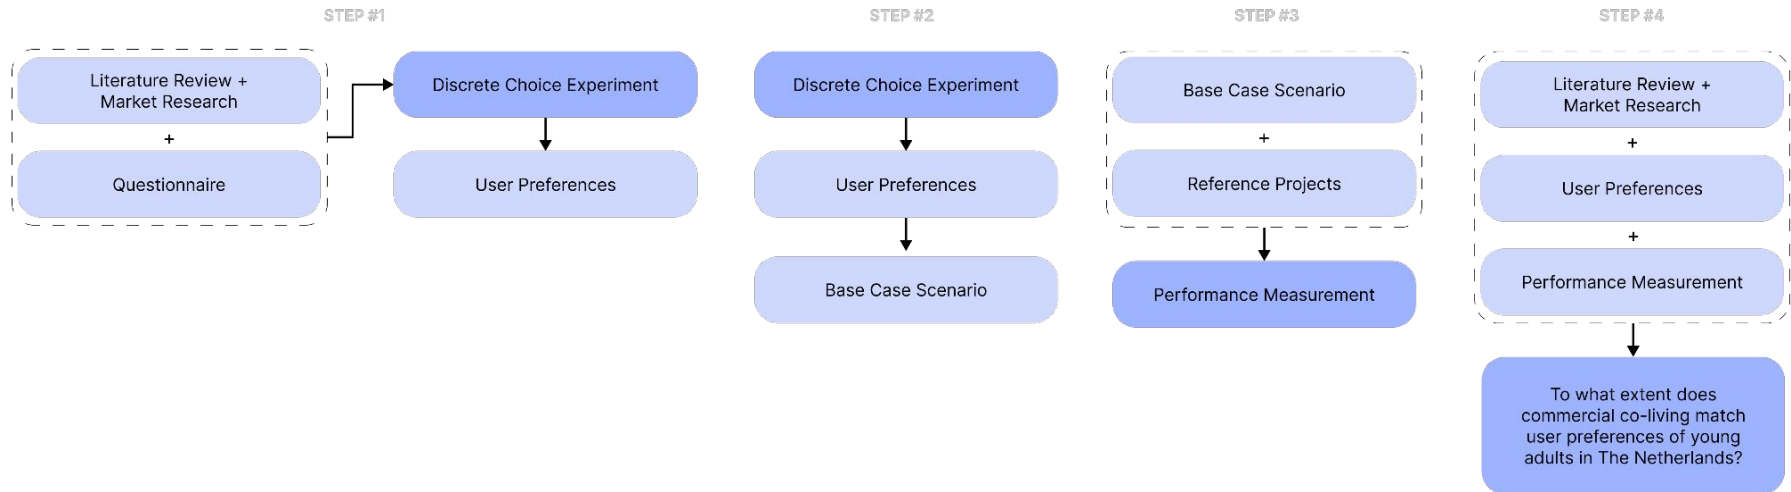 STEP #1
Literature Review +
Market Research
+
Questionnaire
Discrete Choice Experiment
User Preferences
STEP #2
Discrete Choice Experiment
User Preferences
Base Case Scenario
STEP #3
Base Case Scenario
+
Reference Projects
Performance Measurement
STEP #4
Literature Review +
Market Research
+
User Preferences
+
Performance Measurement
To what extent does
commercial co-living match
user preferences of young
adults in The Netherlands?